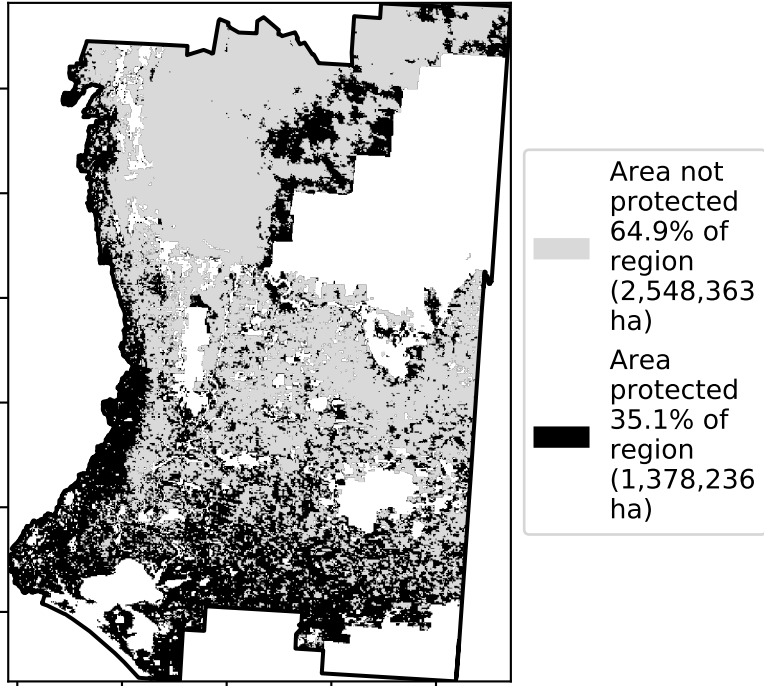 Area not
protected
64.9% of
region
(2,548,363
ha)
Area
protected
35.1% of
region
(1,378,236
ha)